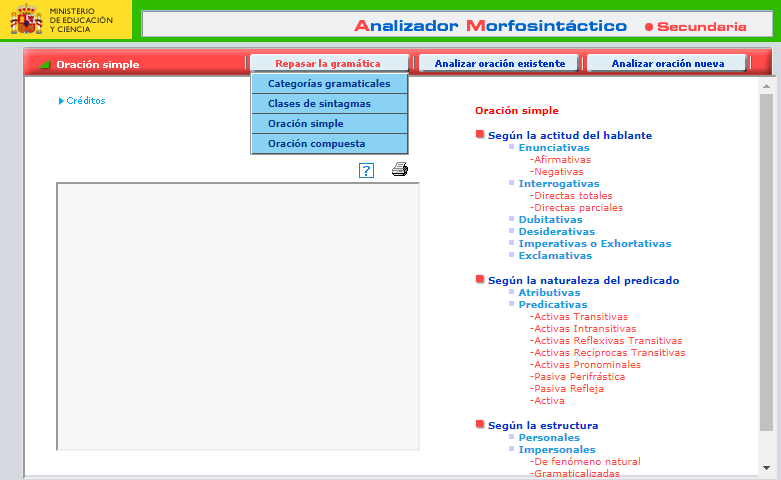 MINISTERIO
DE EDUCACIÓN
Y CIENCIA
Analizador Morfosintáctico
Secundaria
Oración simple
Repasar la gramática
Analizar oración existente
Analizar oración nueva
Categorías gramaticales
Clases de sintagmas
Oración simple
Oración compuesta
Créditos
?
Oración simple
Según la actitud del hablante
Enunciativas
-Afirmativas
-Negativas
Interrogativas
-Directas totales
-Directas parciales
Dubitativas
Desiderativas
Imperativas o Exhortativas
Exclamativas
Según la naturaleza del predicado
Atributivas
Predicativas
-Activas Transitivas
-Activas Intransitivas
-Activas Reflexivas Transitivas
-Activas Recíprocas Transitivas
-Activas Pronominales
-Pasiva Perifrástica
-Pasiva Refleja
-Activa
Según la estructura
Personales
Impersonales
-De fenómeno natural
-Gramaticalizadas